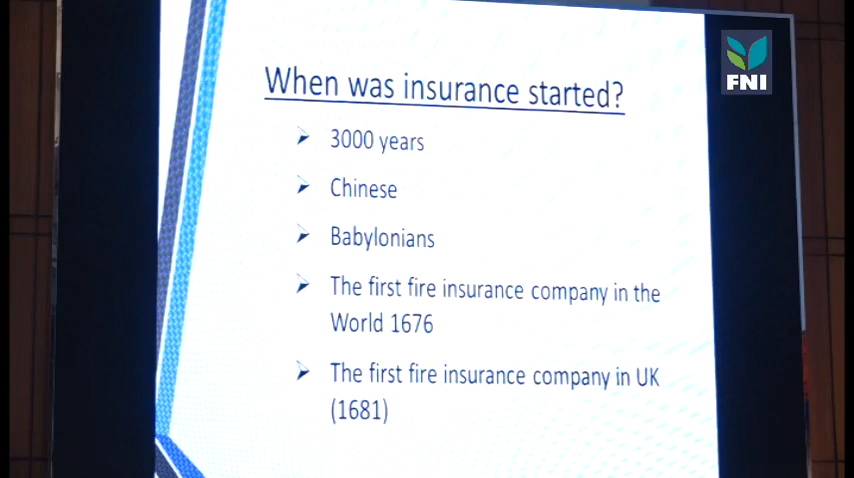 FNI
When was insurance started?
3000 years
Chinese
Babylonians
The first fire insurance company in the
World 1676
The first fire insurance company in UK
(1681)